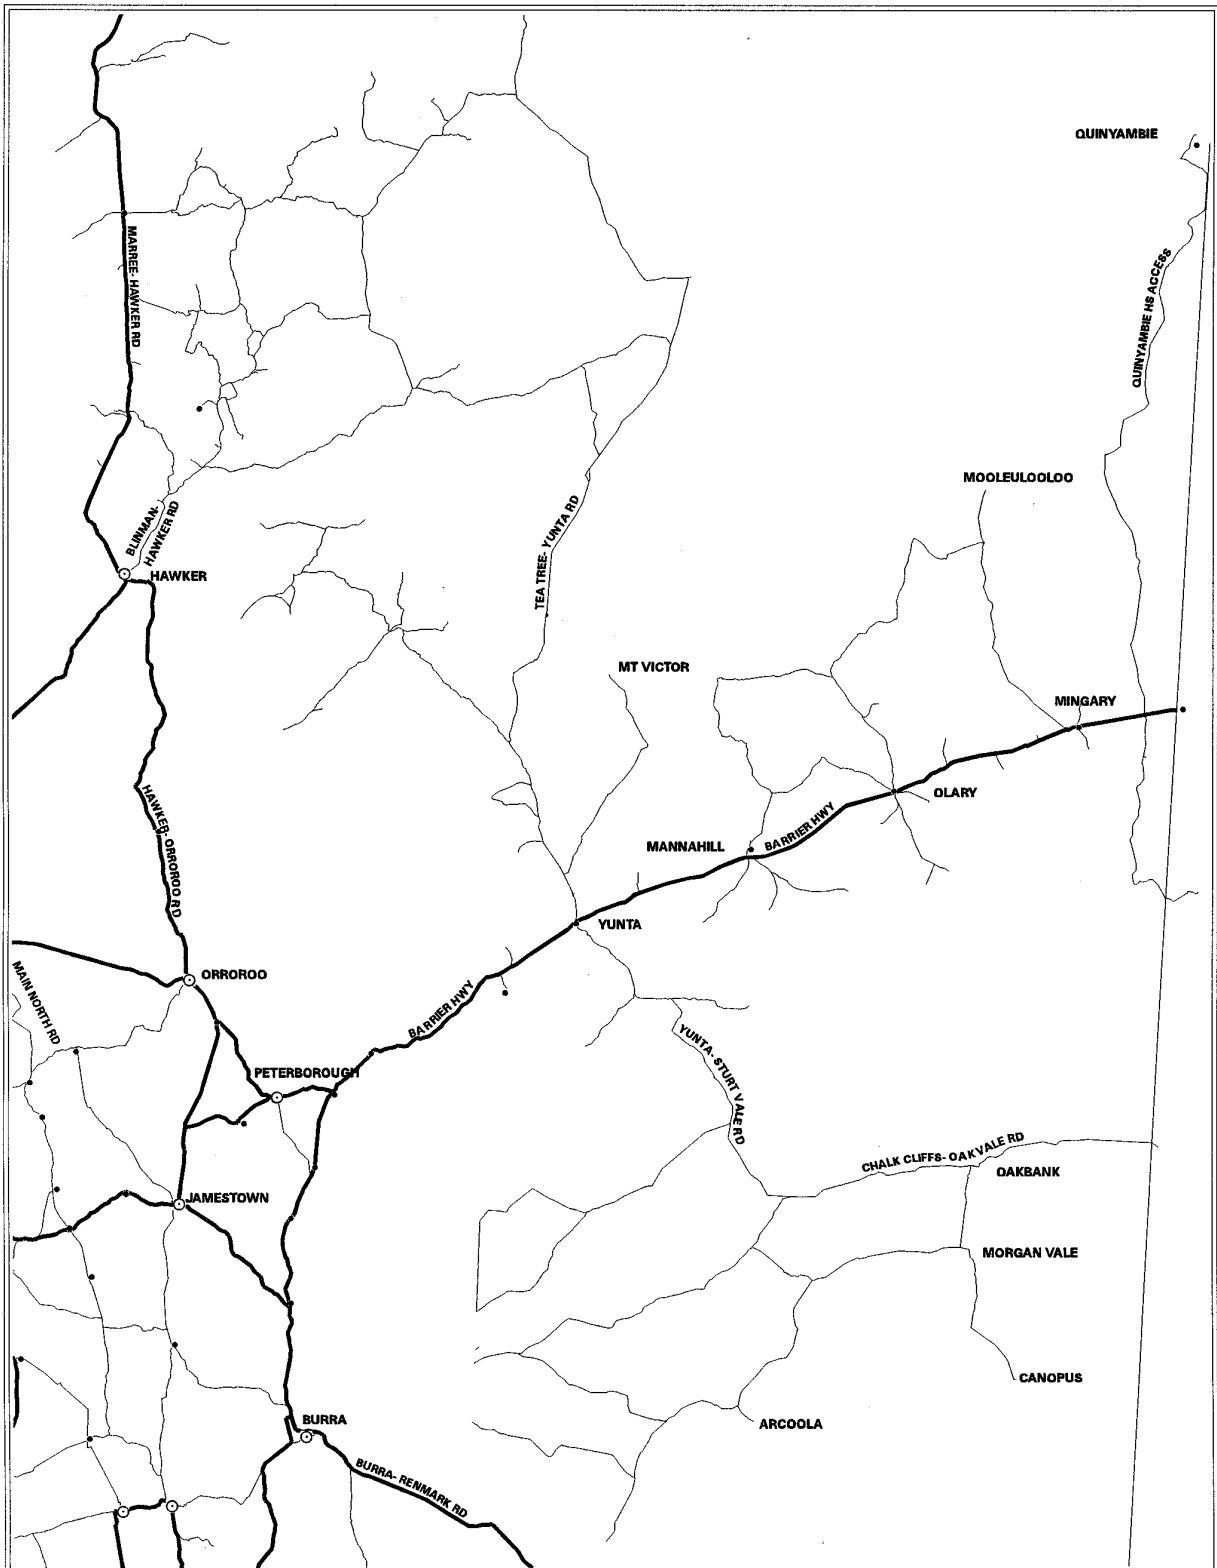 QUINYAMBIE
MARREE- HAWKER RD
QUINYAMBIE HS ACCESS
MOOLEULOOLOO
BLINMAN-
HAWKER RD
TEA TREE- YUNTA RD
HAWKER
MT VICTOR
MINGARY
HAWKER- ORROROO RD
OLARY
BARRIER HWY
MANNAHILL
YUNTA
MAIN NORTH RD
ORROROO
BARRIER HWY
YUNTA- STURT VALE RD
PETERBOROUGH
CHALK CLIFFS- OAKVALE RD
OAKBANK
JAMESTOWN
MORGAN VALE
CANOPUS
BURRA
ARCOOLA
BURRA- RENMARK RD